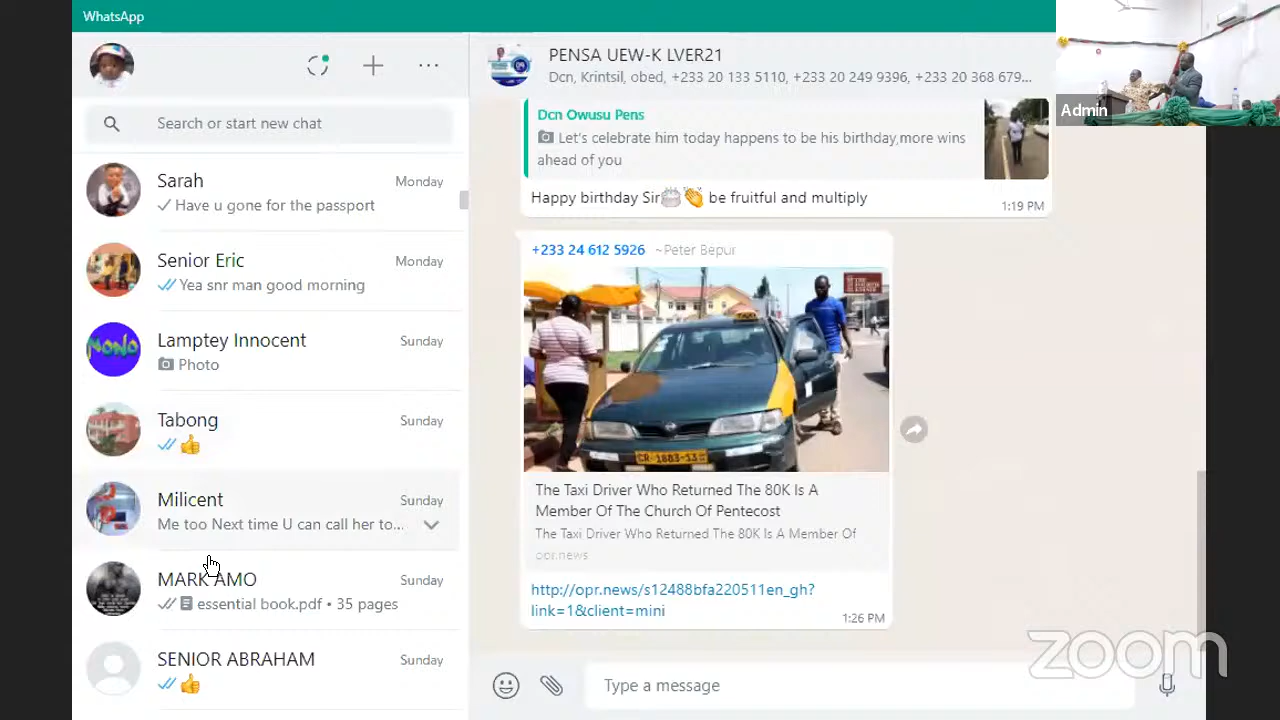 WhatsApp
Search or start new chat
Sarah
Monday
Have u gone for the passport
Senior Eric
Monday
Yea snr man good morning
Lamptey Innocent
Sunday
Photo
Tabong
Sunday
👍
Milicent
Sunday
Me too Next time U can call her to...
MARK AMO
Sunday
essential book.pdf • 35 pages
SENIOR ABRAHAM
Sunday
👍
PENSA UEW-K LVER21
Dcn, Krintsil, obed, +233 20 133 5110, +233 20 249 9396, +233 20 368 679...
Dcn Owusu Pens
Let's celebrate him today happens to be his birthday,more wins
ahead of you
Happy birthday Sir🎂👏 be fruitful and multiply
1:19 PM
+233 24 612 5926 ~Peter Bepur
CR-1883-13
The Taxi Driver Who Returned The 80K Is A
Member Of The Church Of Pentecost
The Taxi Driver Who Returned The 80K Is A Member Of
opr.news
http://opr.news/s12488bfa220511en_gh?
link=1&client=mini
1:26 PM
Type a message
Admin
zoom